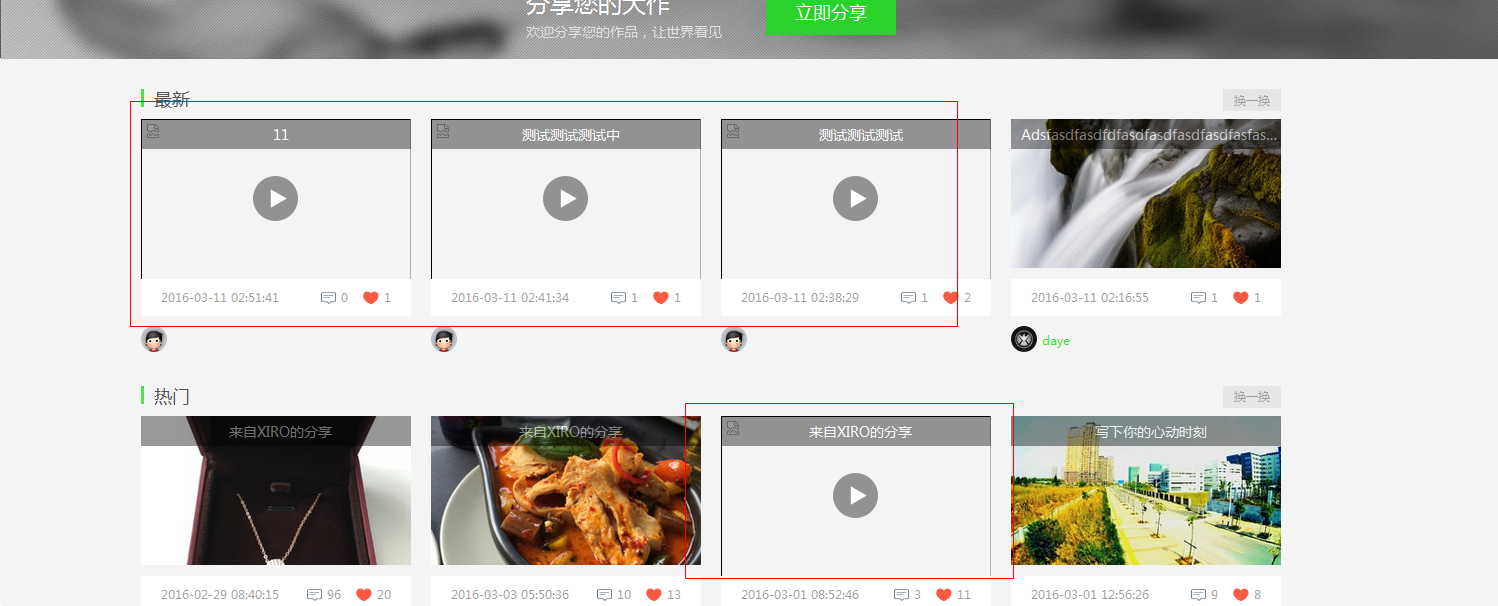 分享您的大作
立即分享
欢迎分享您的作品，让世界看见
最新
换一换
11
测试测试测试中
测试测试测试
Adsfasdfasdfdfasdfasdfasdfasdfasfas...
2016-03-11 02:51:41 0 1
2016-03-11 02:41:34 1 1
2016-03-11 02:38:29 1 2
2016-03-11 02:16:55 1 1
daye
热门
换一换
来自XIRO的分享
来自XIRO的分享
来自XIRO的分享
写下你的心动时刻
2016-02-29 08:40:15 96 20
2016-03-03 05:50:36 10 13
2016-03-01 08:52:46 3 11
2016-03-01 12:56:26 9 8